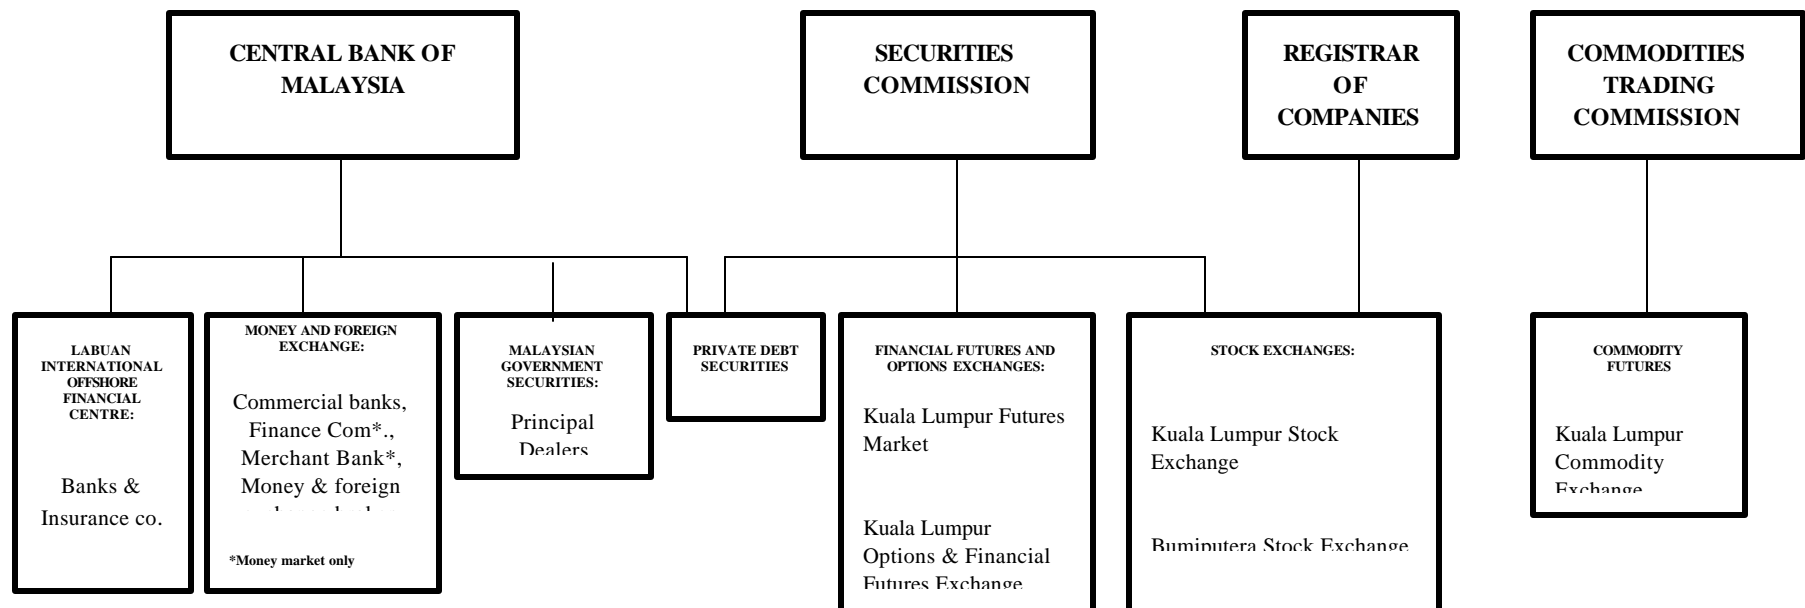 CENTRAL BANK OF
MALAYSIA
SECURITIES
COMMISSION
REGISTRAR
OF
COMPANIES
COMMODITIES
TRADING
COMMISSION
LABUAN
INTERNATIONAL
OFFSHORE
FINANCIAL
CENTRE:
Banks &
Insurance co.
MONEY AND FOREIGN
EXCHANGE:
Commercial banks,
Finance Com*.,
Merchant Bank*,
Money & foreign
*Money market only
MALAYSIAN
GOVERNMENT
SECURITIES:
Principal
Dealers
PRIVATE DEBT
SECURITIES
FINANCIAL FUTURES AND
OPTIONS EXCHANGES:
Kuala Lumpur Futures
Market
Kuala Lumpur
Options & Financial
Futures Exchange
STOCK EXCHANGES:
Kuala Lumpur Stock
Exchange
Bumiputera Stock Exchange
COMMODITY
FUTURES
Kuala Lumpur
Commodity
Exchange